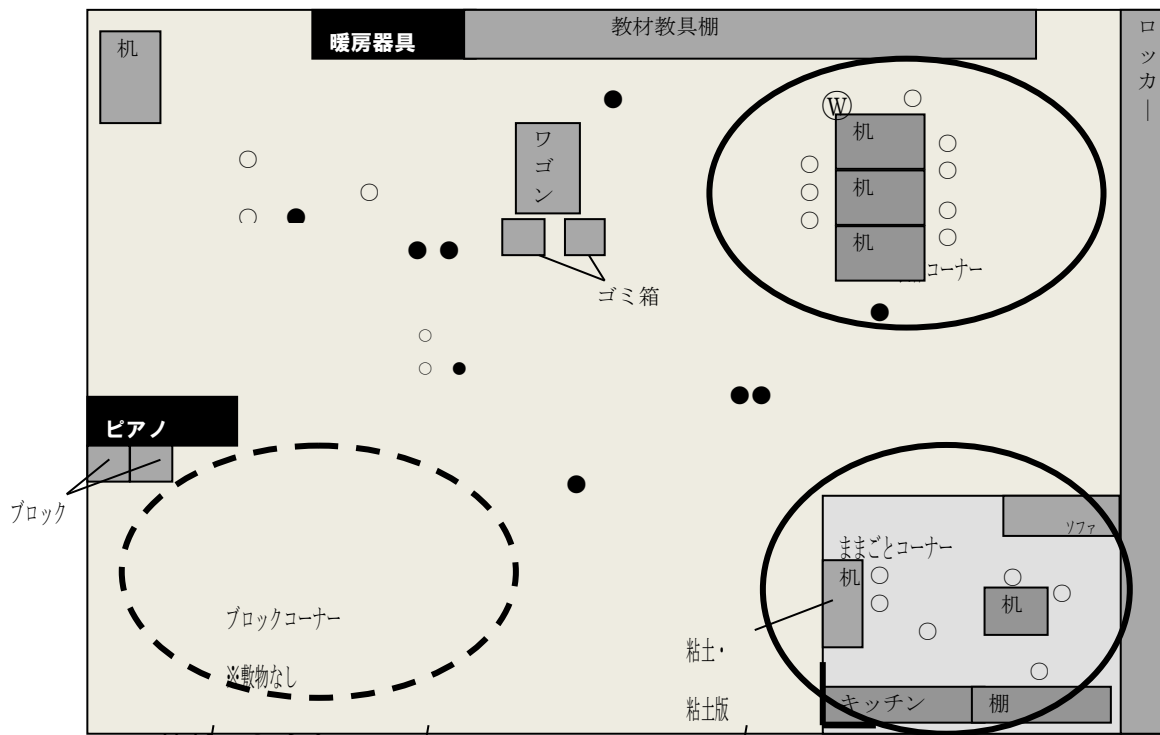 暖房器具
教材教具棚
ロッカー
机
Ⓦ
机
ワゴン
机
机
コーナー
ゴミ箱
ピアノ
ブロック
ソファ
ままごとコーナー
机
机
ブロックコーナー
粘土・
※敷物なし
キッチン
棚
粘土版